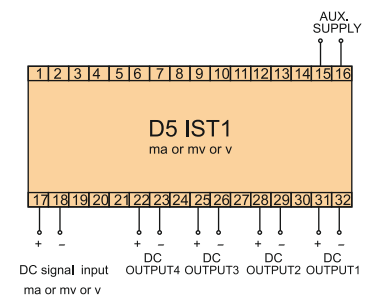 AUX.
SUPPLY
1 2 3 4 5 6 7 8 9 10 11 12 13 14 15 16
D5 IST1
ma or mv or v
17 18 19 20 21 22 23 24 25 26 27 28 29 30 31 32
+ − + − + − + − + −
DC signal input
ma or mv or v
DC
OUTPUT4
DC
OUTPUT3
DC
OUTPUT2
DC
OUTPUT1